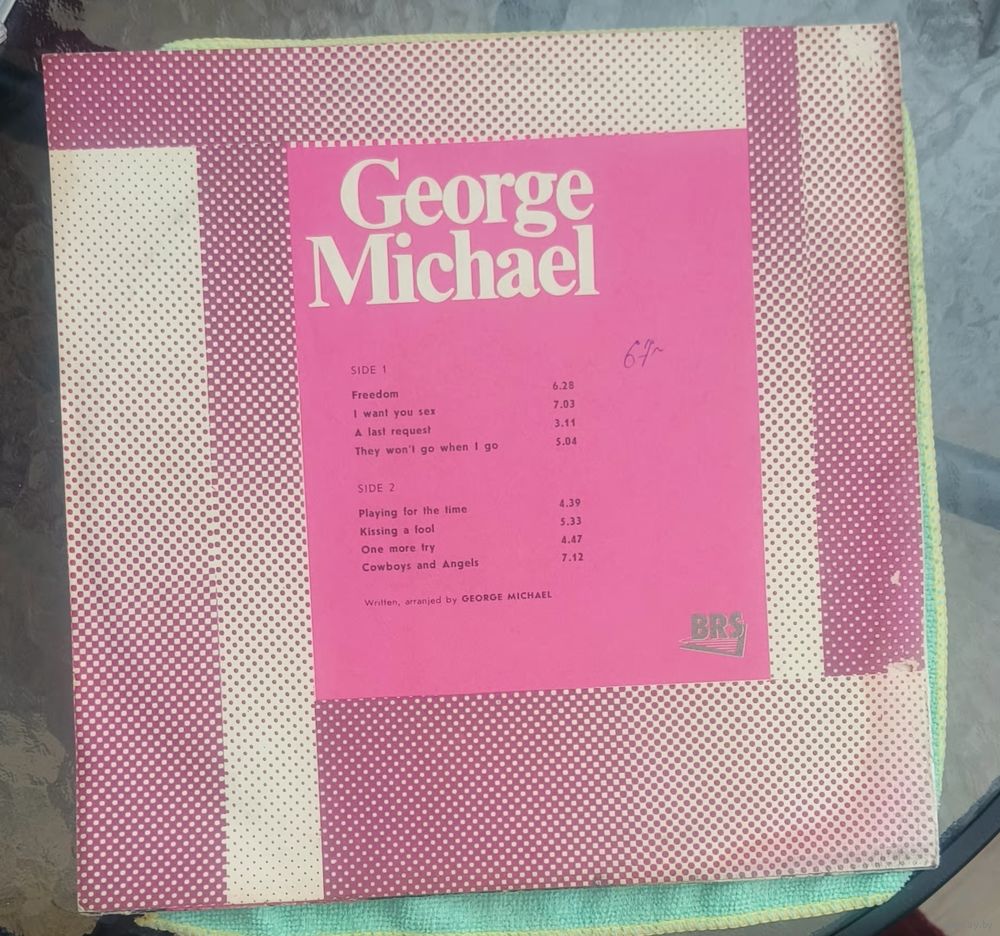 George
Michael
SIDE 1
Freedom 6.28
I want you sex 7.03
A last request 3.11
They won't go when I go 5.04
SIDE 2
Playing for the time 4.39
Kissing a fool 5.33
One more try 4.47
Cowboys and Angels 7.12
Written, arranjed by GEORGE MICHAEL
BRS